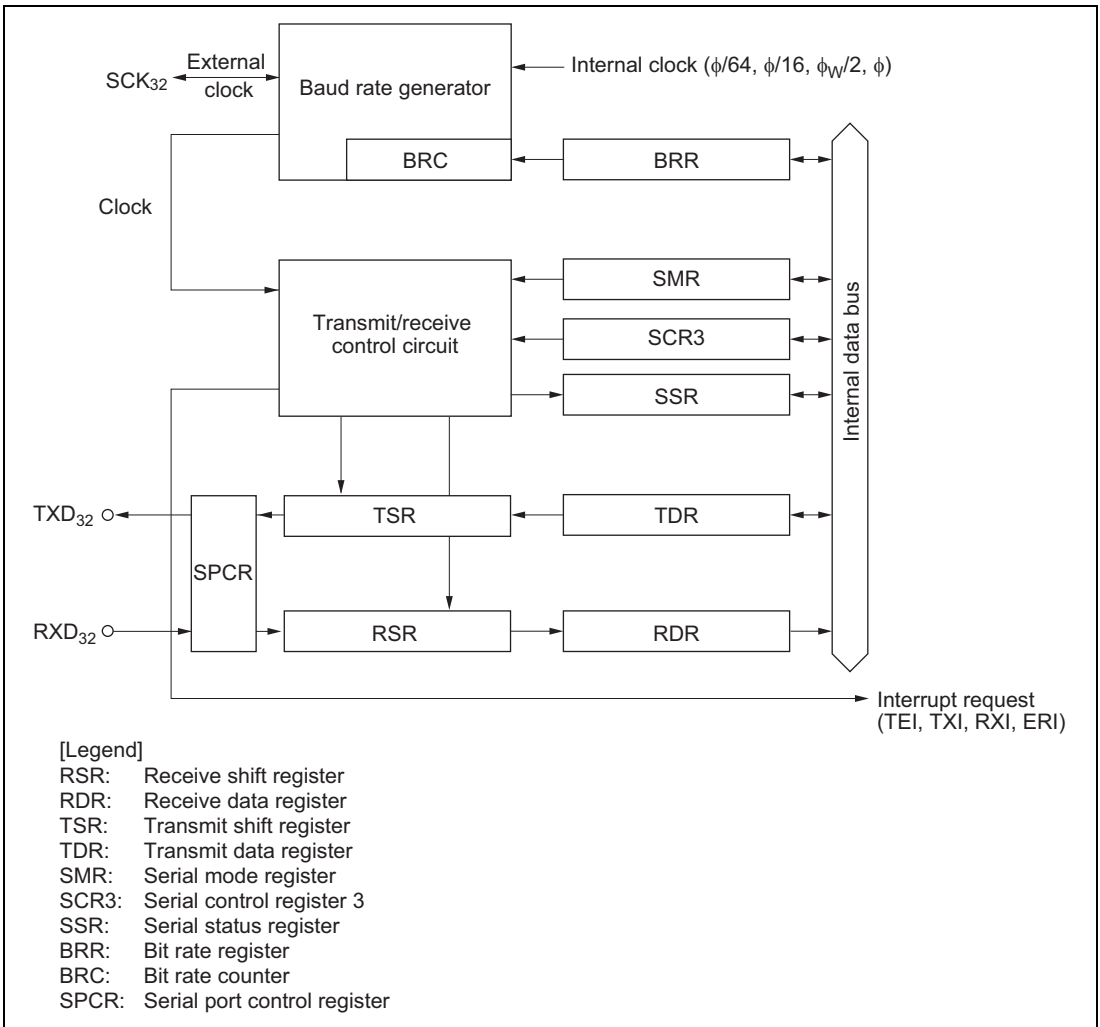 SCK32
External
clock
Baud rate generator
Internal clock (ϕ/64, ϕ/16, ϕW/2, ϕ)
BRC
BRR
Clock
Transmit/receive
control circuit
SMR
SCR3
SSR
Internal data bus
TXD32
SPCR
TSR
TDR
RXD32
RSR
RDR
Interrupt request
(TEI, TXI, RXI, ERI)
[Legend]
RSR: Receive shift register
RDR: Receive data register
TSR: Transmit shift register
TDR: Transmit data register
SMR: Serial mode register
SCR3: Serial control register 3
SSR: Serial status register
BRR: Bit rate register
BRC: Bit rate counter
SPCR: Serial port control register